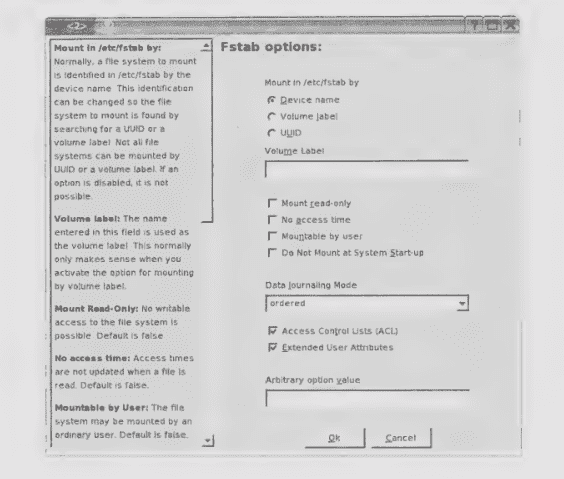 Mount in /etc/fstab by:
Normally, a file system to mount
is identified in /etc/fstab by the
device name. This identification
can be changed so the file
system to mount is found by
searching for a UUID or a
volume label. Not all file
systems can be mounted by
UUID or a volume label. If an
option is disabled, it is not
possible.
Volume label: The name
entered in this field is used as
the volume label. This normally
only makes sense when you
activate the option for mounting
by volume label.
Mount Read-Only: No writable
access to the file system is
possible. Default is false
No access time: Access times
are not updated when a file is
read. Default is false.
Mountable by User: The file
system may be mounted by an
ordinary user. Default is false.
Fstab options:
Mount in /etc/fstab by
Device name
Volume label
UUID
Volume Label
Mount read-only
No access time
Mountable by user
Do Not Mount at System Start-up
Data Journaling Mode
ordered
Access Control Lists (ACL)
Extended User Attributes
Arbitrary option value
Ok
Cancel